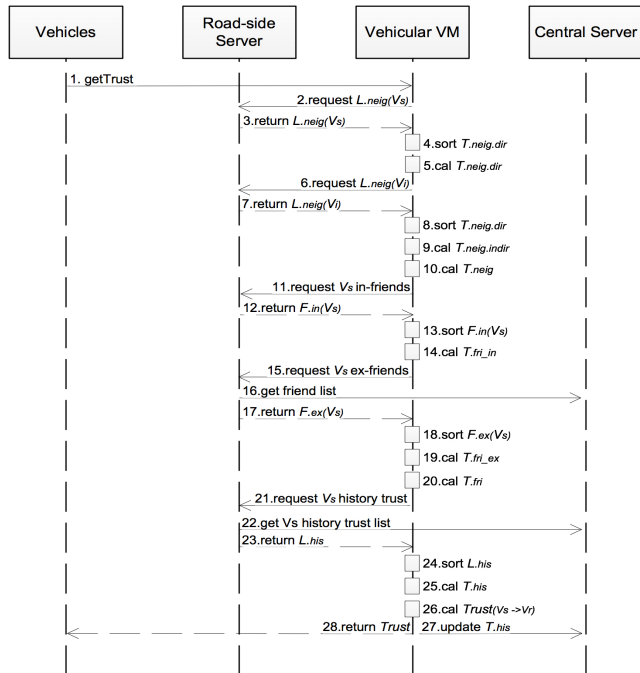 Vehicles
Road-side
Server
Vehicular VM
Central Server
1. getTrust
2.request L.neig(Vs)
3.return L.neig(Vs)
4.sort T.neig.dir
5.cal T.neig.dir
6.request L.neig(Vi)
7.return L.neig(Vi)
8.sort T.neig.dir
9.cal T.neig.indir
10.cal T.neig
11.request Vs in-friends
12.return F.in(Vs)
13.sort F.in(Vs)
14.cal T.fri_in
15.request Vs ex-friends
16.get friend list
17.return F.ex(Vs)
18.sort F.ex(Vs)
19.cal T.fri_ex
20.cal T.fri
21.request Vs history trust
22.get Vs history trust list
23.return L.his
24.sort L.his
25.cal T.his
26.cal Trust(Vs ->Vr)
28.return Trust
27.update T.his